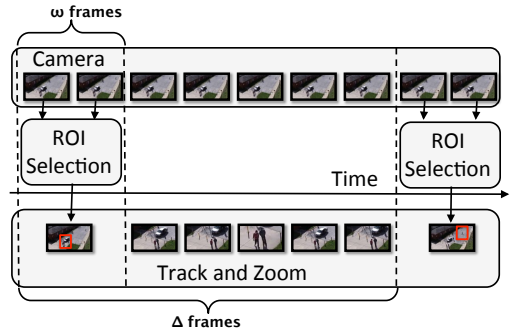 ω frames
Camera
ROI
Selection
ROI
Selection
Time
Track and Zoom
Δ frames